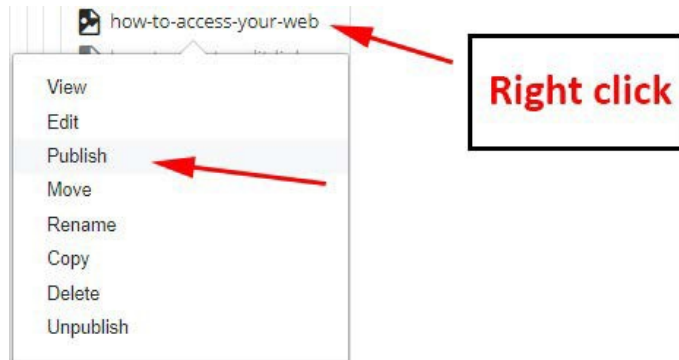 how-to-access-your-web
Right click
View
Edit
Publish
Move
Rename
Copy
Delete
Unpublish